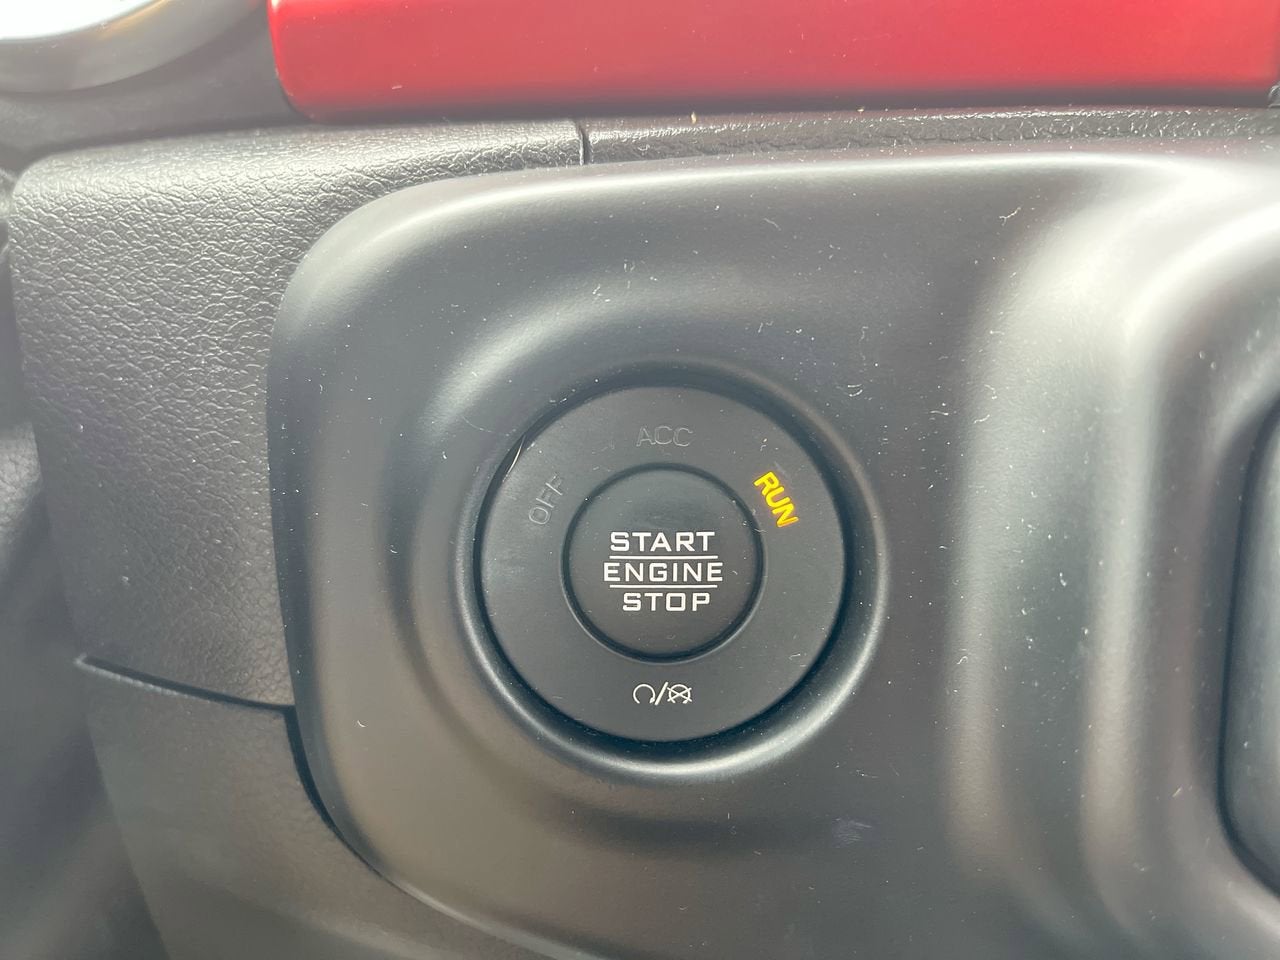 ACC
OFF
RUN
START
ENGINE
STOP